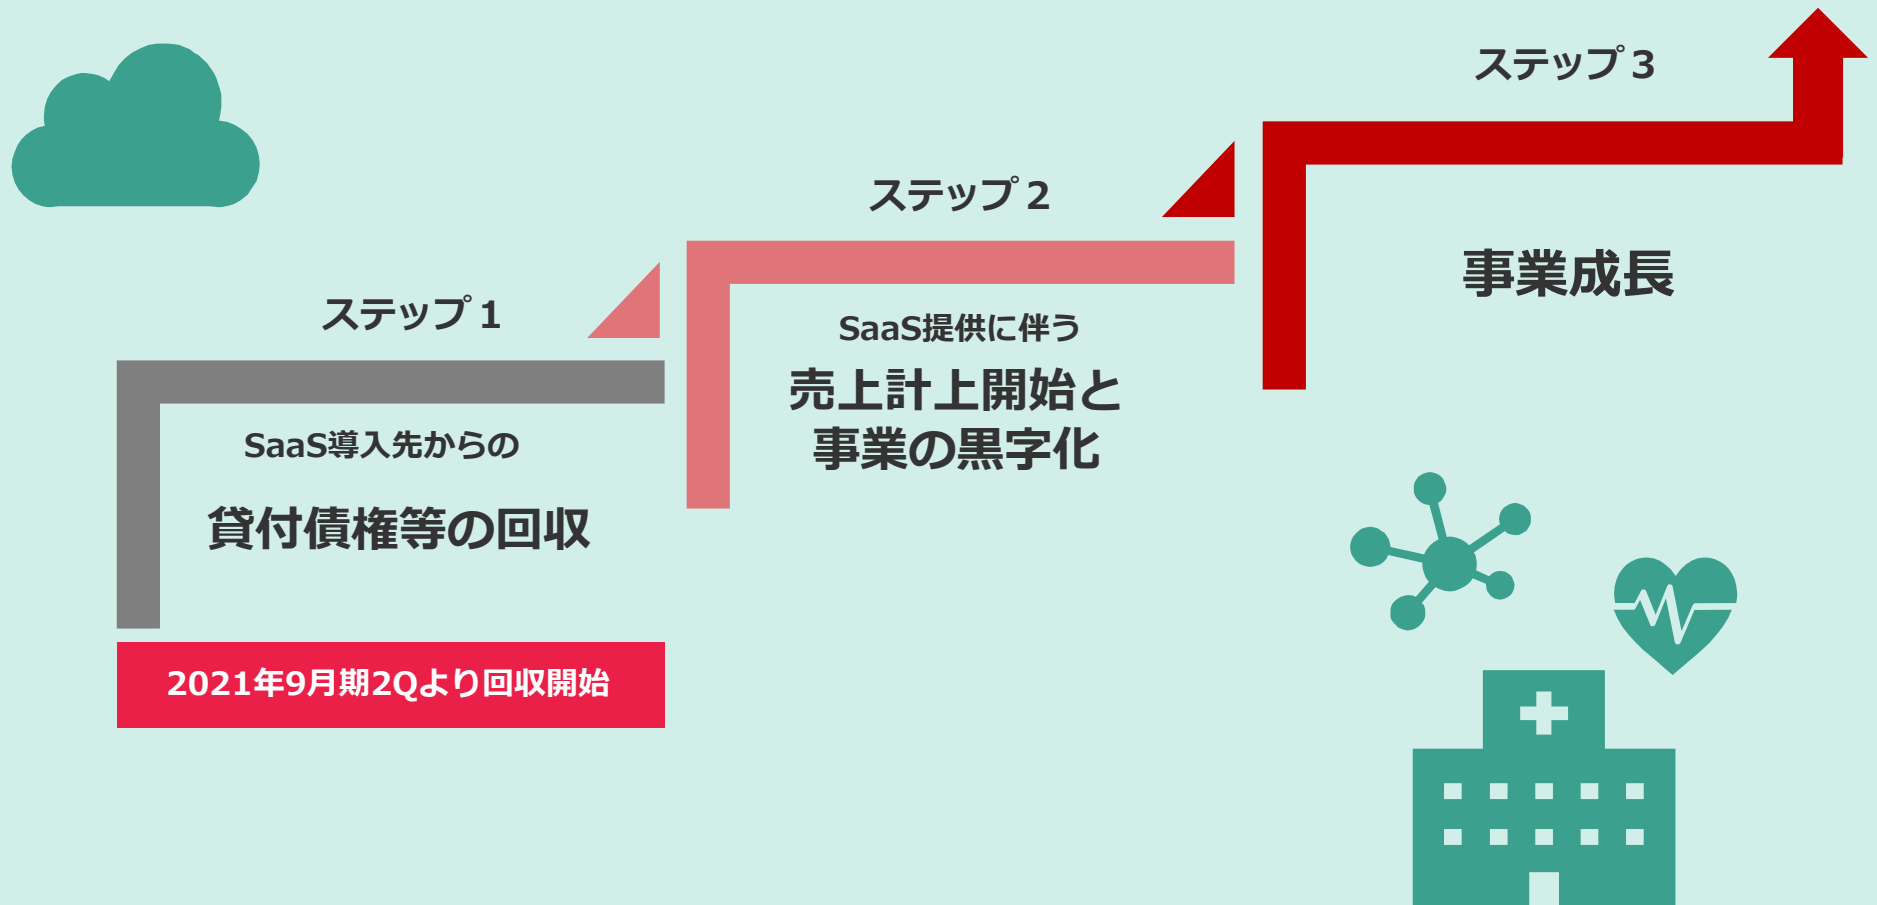 ステップ１
SaaS導入先からの
貸付債権等の回収
2021年9月期2Qより回収開始
ステップ２
SaaS提供に伴う
売上計上開始と
事業の黒字化
ステップ３
事業成長